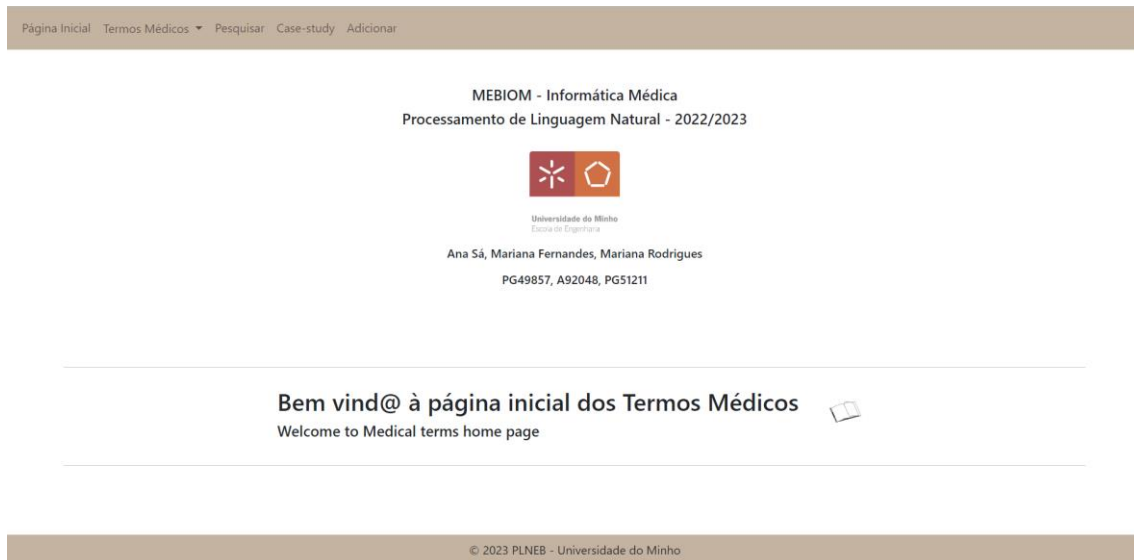 Página Inicial Termos Médicos Pesquisar Case-study Adicionar
MEBIOM - Informática Médica
Processamento de Linguagem Natural - 2022/2023
Universidade do Minho
Escola de Engenharia
Ana Sá, Mariana Fernandes, Mariana Rodrigues
PG49857, A92048, PG51211
Bem vind@ à página inicial dos Termos Médicos
Welcome to Medical terms home page
© 2023 PLNEB - Universidade do Minho